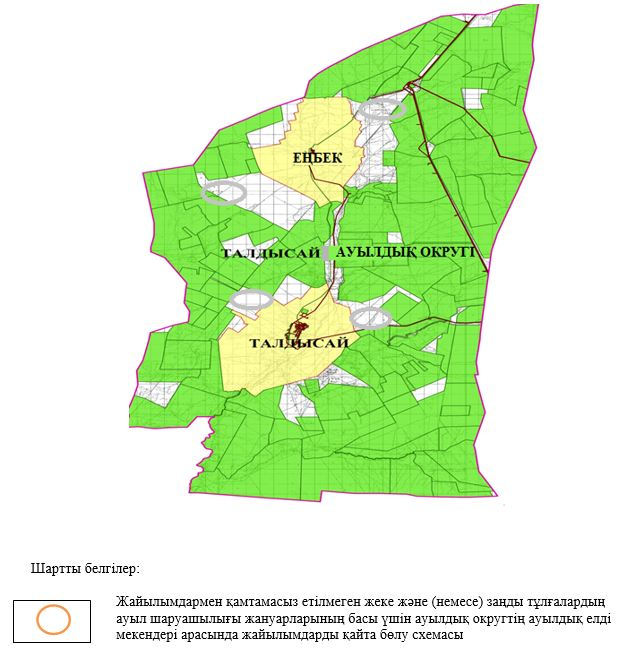 ЕҢБЕК
ТАЛДЫСАЙ АУЫЛДЫҚ ОКРУГІ
ТАЛДЫСАЙ
Шартты белгілер:
Жайылымдармен қамтамасыз етілмеген жеке және (немесе) заңды тұлғалардың
ауыл шаруашылығы жануарларының басы үшін ауылдық округтің ауылдық елді
мекендері арасында жайылымдарды қайта бөлу схемасы